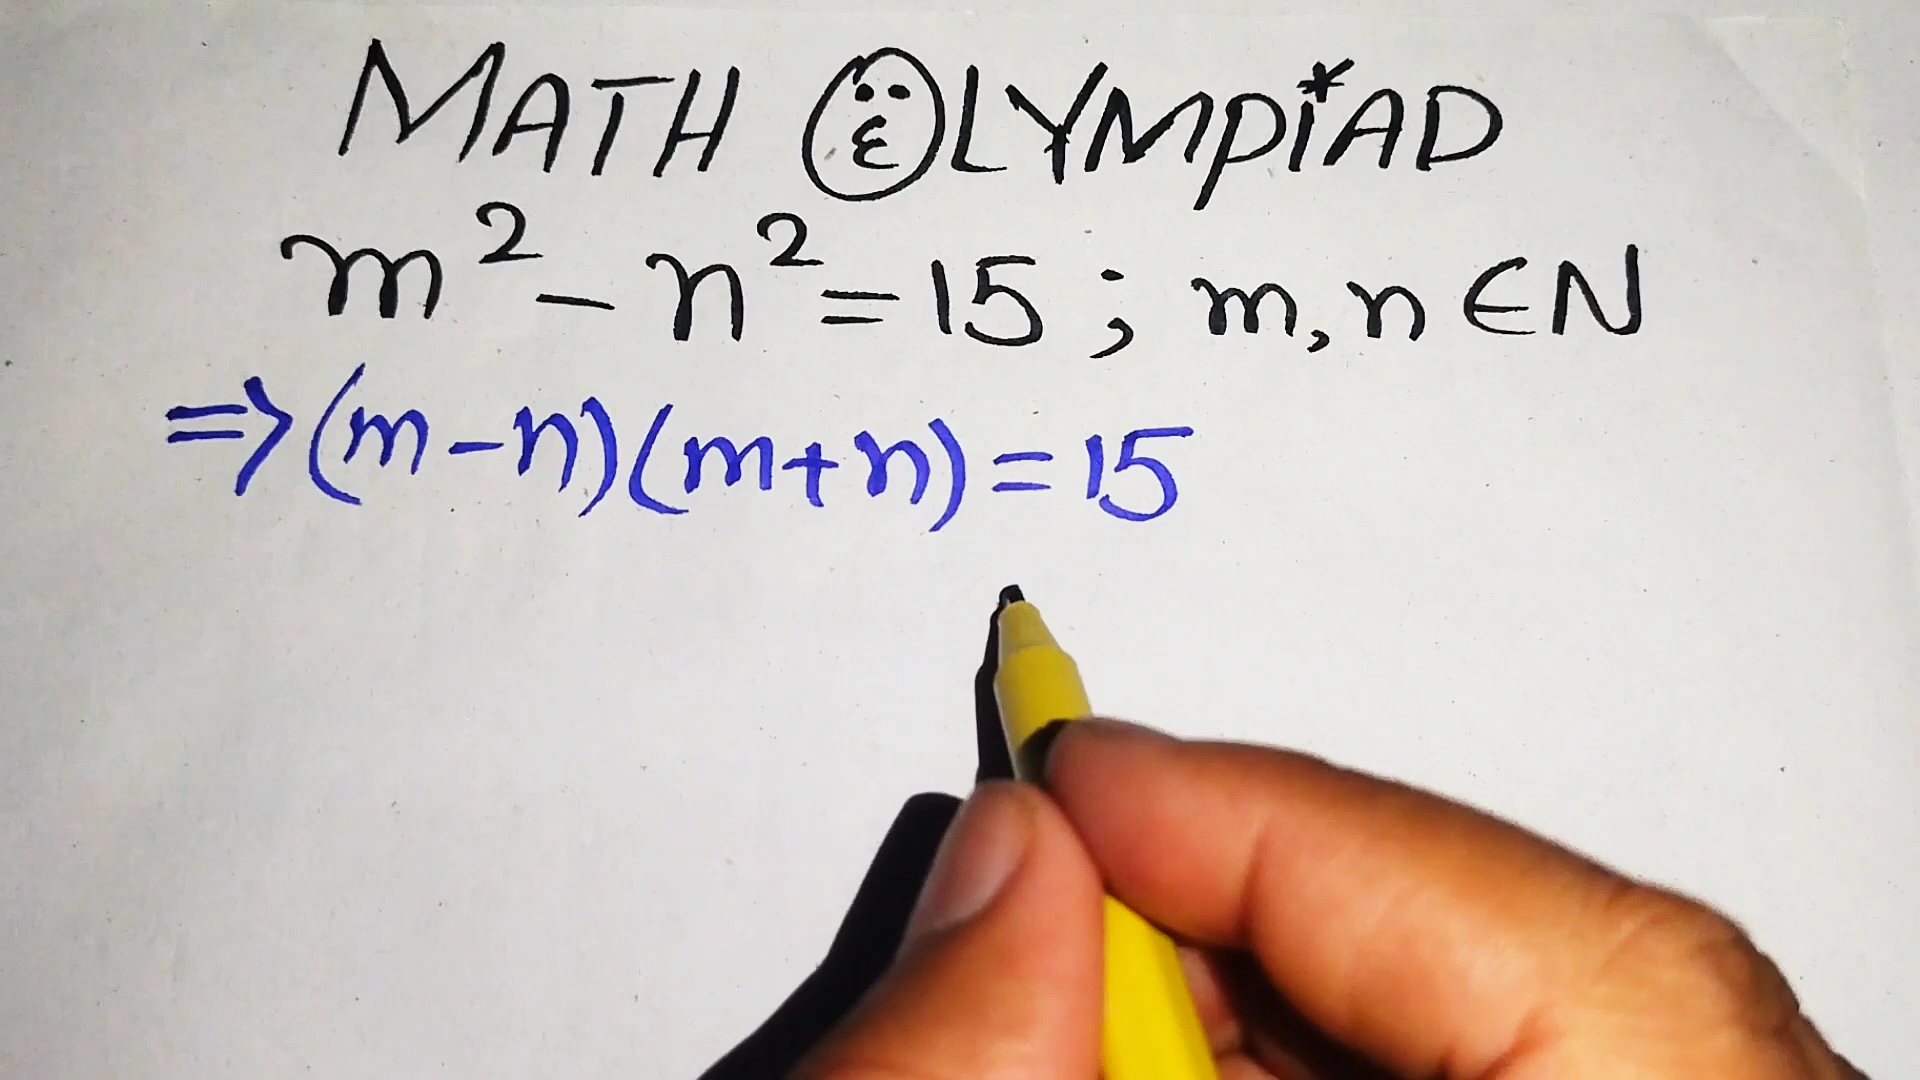 MATH OLYMPiAD
m² - n² = 15 ; m, n ∈ N
⇒ (m - n)(m + n) = 15